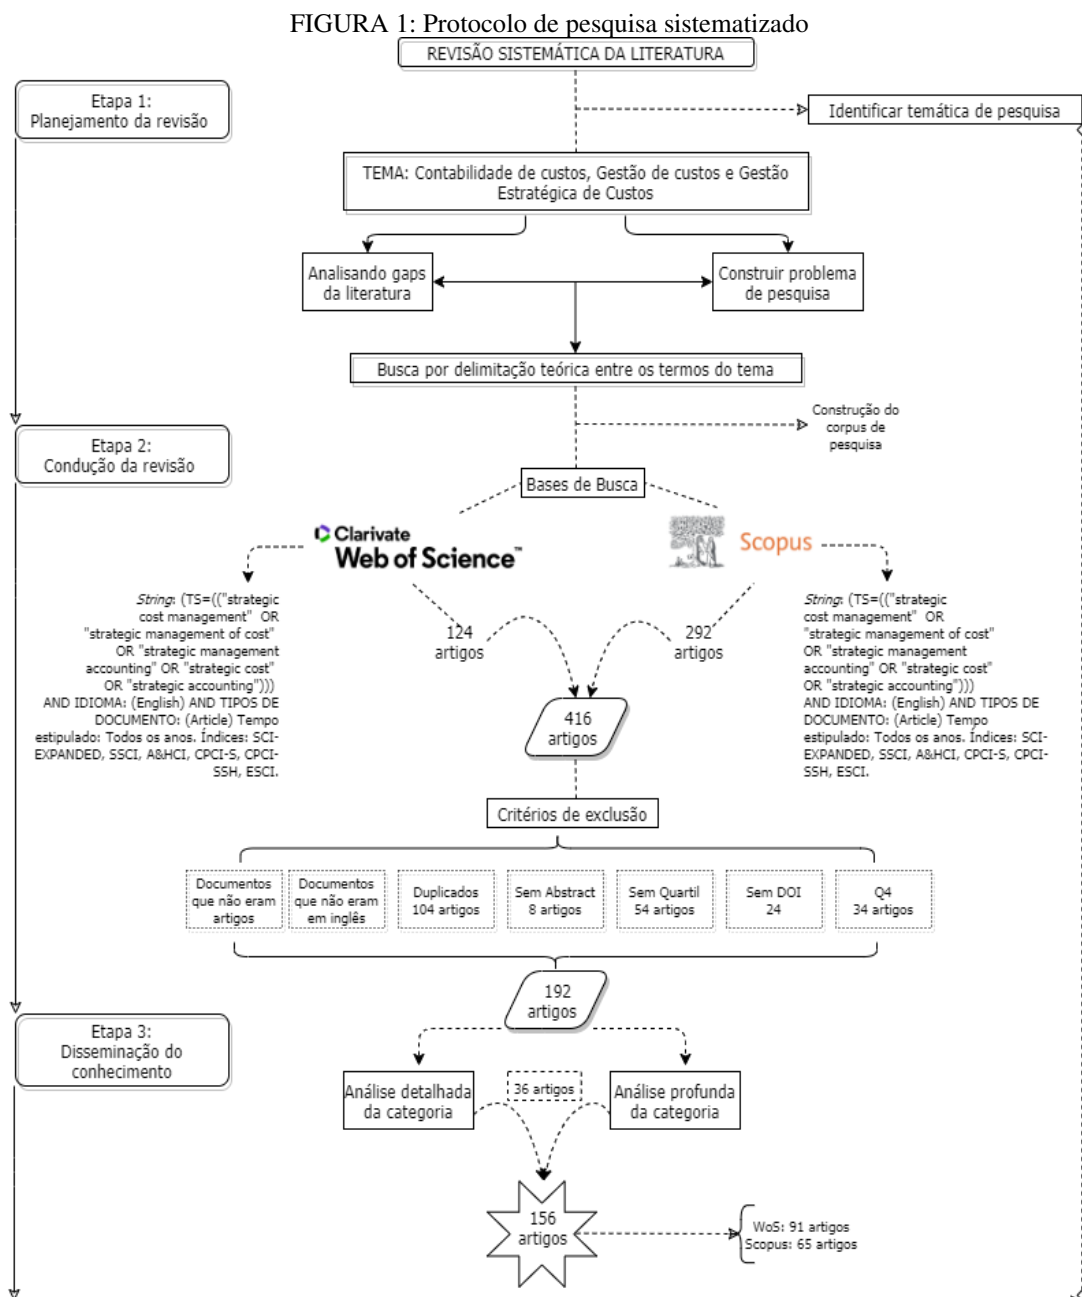 FIGURA 1: Protocolo de pesquisa sistematizado
REVISÃO SISTEMÁTICA DA LITERATURA
Etapa 1:
Planejamento da revisão
Identificar temática de pesquisa
TEMA: Contabilidade de custos, Gestão de custos e Gestão
Estratégica de Custos
Analisando gaps
da literatura
Construir problema
de pesquisa
Busca por delimitação teórica entre os termos do tema
Construção do
corpus de
pesquisa
Etapa 2:
Condução da revisão
Bases de Busca
Clarivate
Web of Science™
Scopus
String: (TS=(("strategic
cost management" OR
"strategic management of cost"
OR "strategic management
accounting" OR "strategic cost"
OR "strategic accounting")))
AND IDIOMA: (English) AND TIPOS DE
DOCUMENTO: (Article) Tempo
estipulado: Todos os anos. Índices: SCI-
EXPANDED, SSCI, A&HCI, CPCI-S, CPCI-
SSH, ESCI.
124
artigos
292
artigos
String: (TS=(("strategic
cost management" OR
"strategic management of cost"
OR "strategic management
accounting" OR "strategic cost"
OR "strategic accounting")))
AND IDIOMA: (English) AND TIPOS DE
DOCUMENTO: (Article) Tempo
estipulado: Todos os anos. Índices: SCI-
EXPANDED, SSCI, A&HCI, CPCI-S, CPCI-
SSH, ESCI.
416
artigos
Critérios de exclusão
Documentos
que não eram
artigos
Documentos
que não eram
em inglês
Duplicados
104 artigos
Sem Abstract
8 artigos
Sem Quartil
54 artigos
Sem DOI
24
Q4
34 artigos
192
artigos
Etapa 3:
Disseminação do
conhecimento
Análise detalhada
da categoria
36 artigos
Análise profunda
da categoria
156
artigos
WoS: 91 artigos
Scopus: 65 artigos